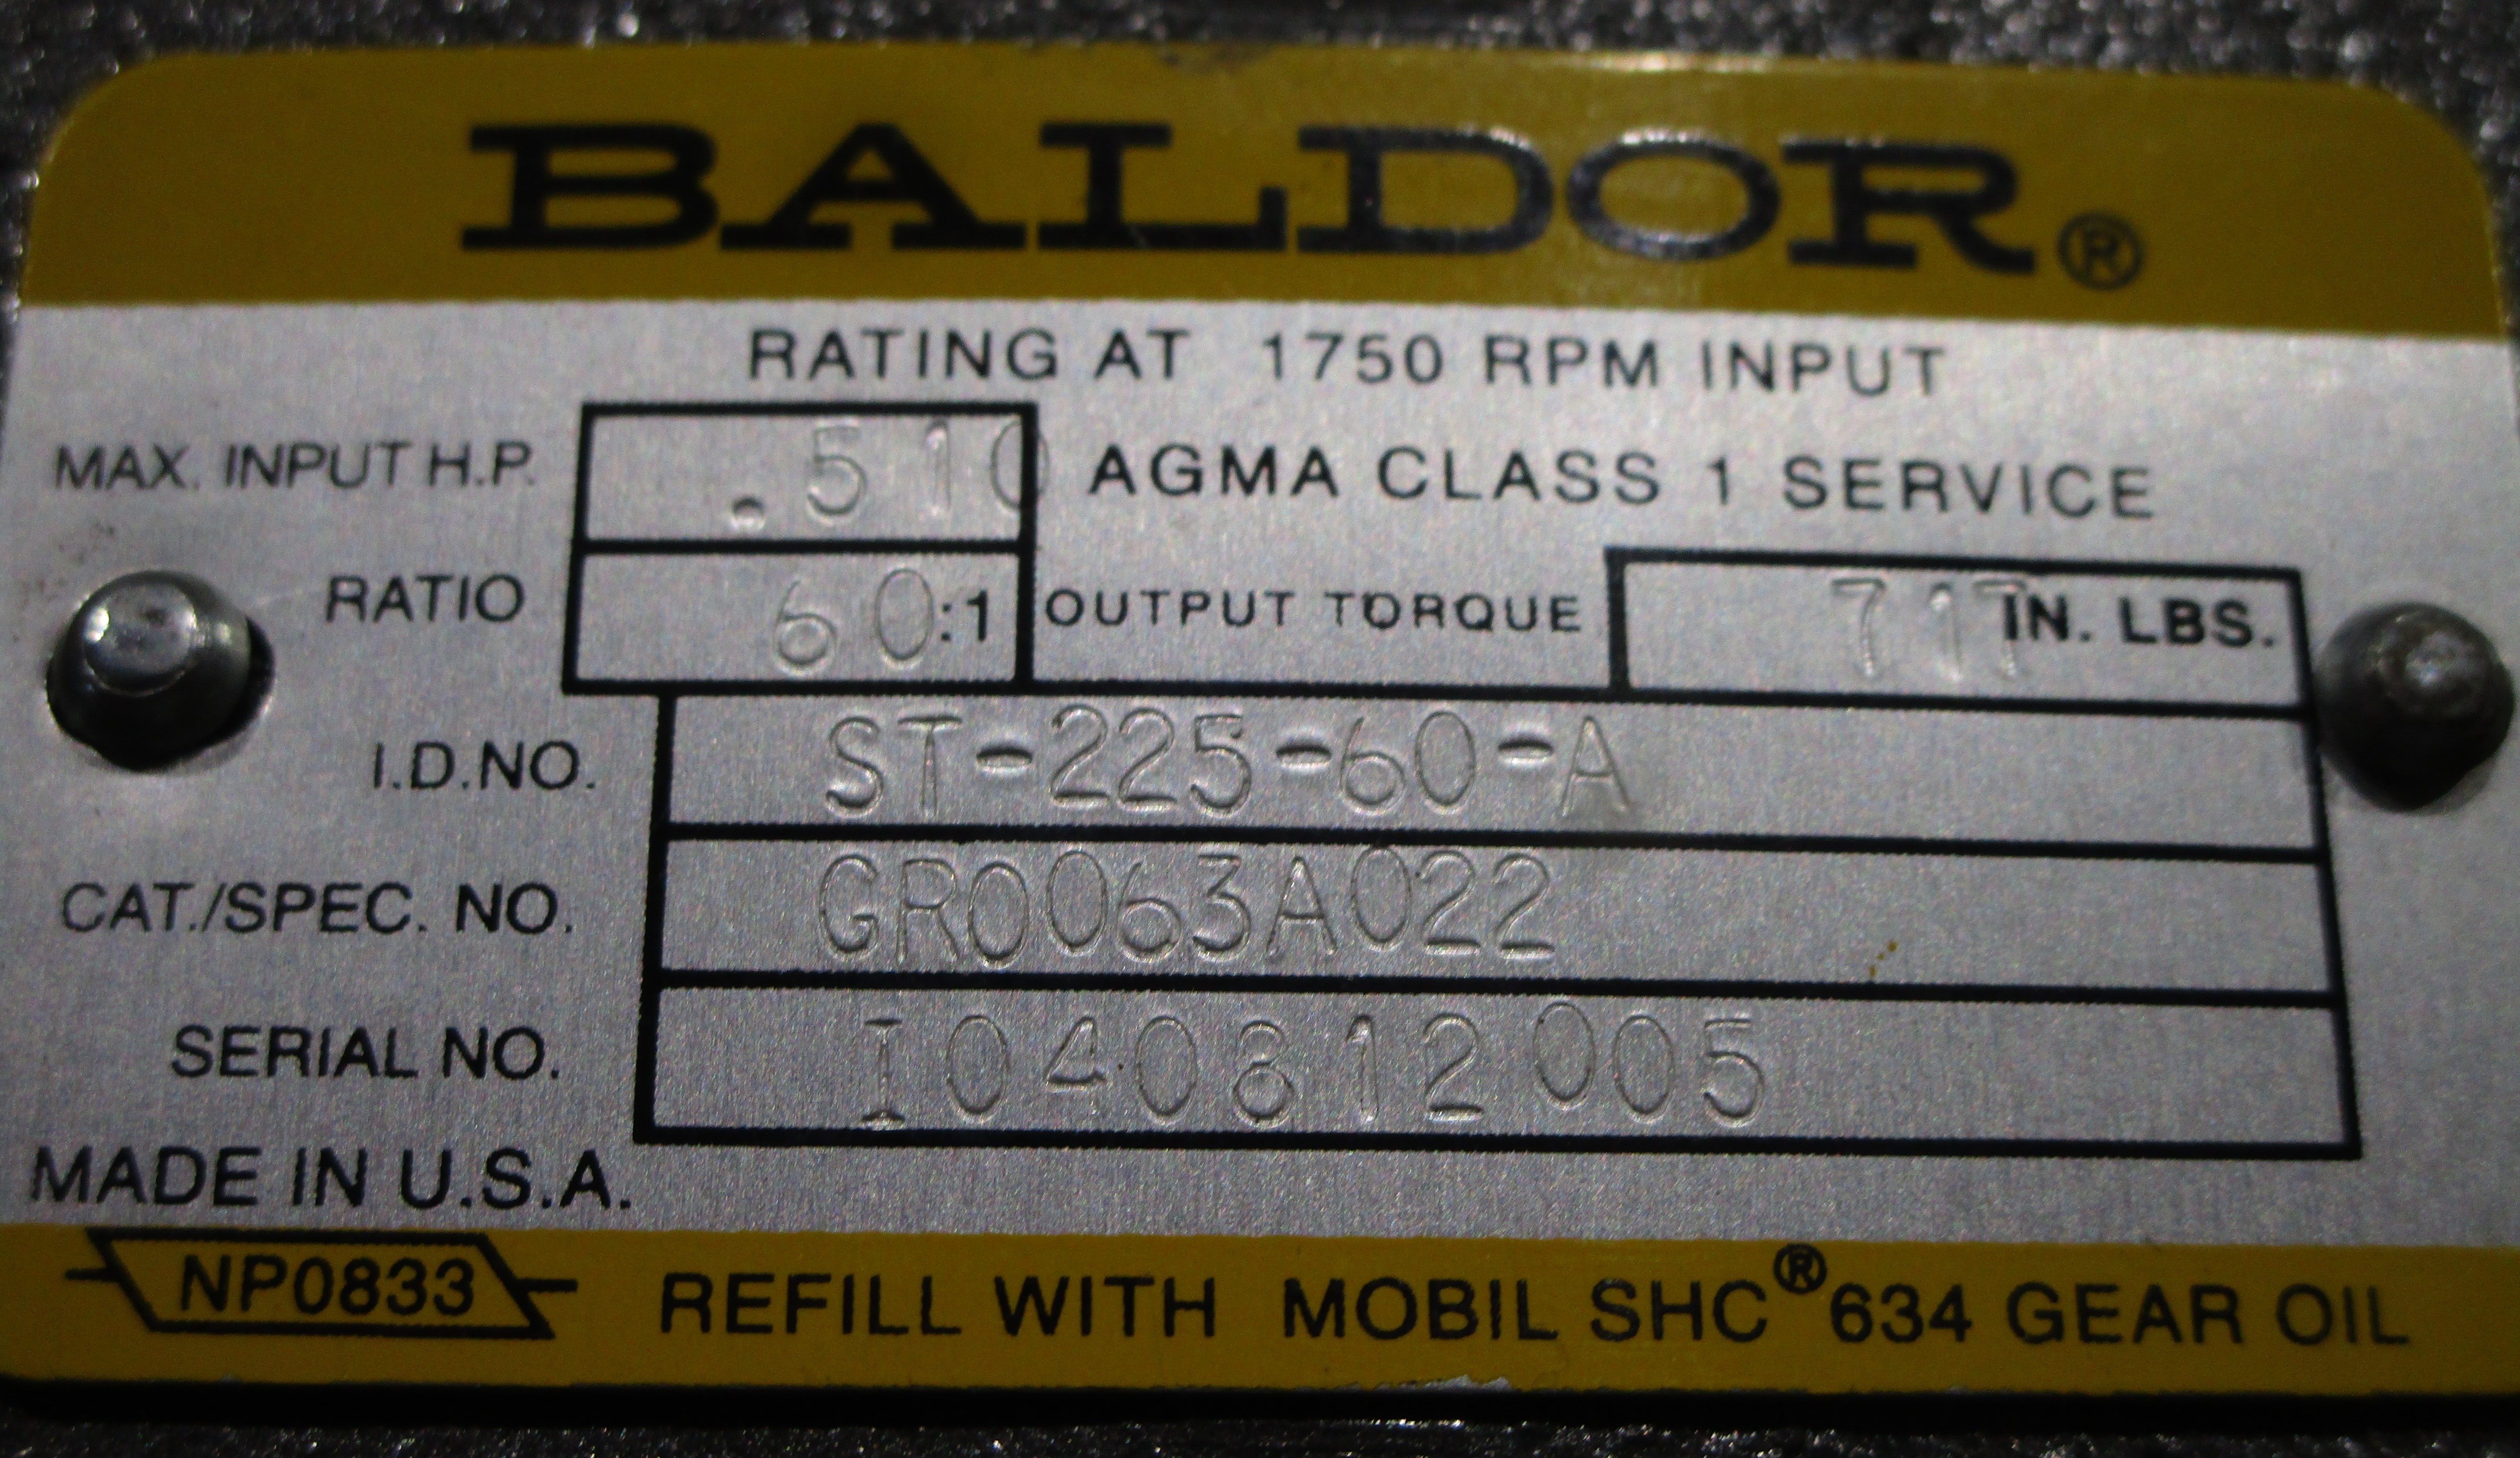 BALDOR®
RATING AT 1750 RPM INPUT
MAX. INPUT H.P. .510 AGMA CLASS 1 SERVICE
RATIO 60:1 OUTPUT TORQUE 717 IN. LBS.
I.D.NO. ST-225-60-A
CAT./SPEC. NO. GR0063A022
SERIAL NO. I040812005
MADE IN U.S.A.
NP0833 REFILL WITH MOBIL SHC® 634 GEAR OIL